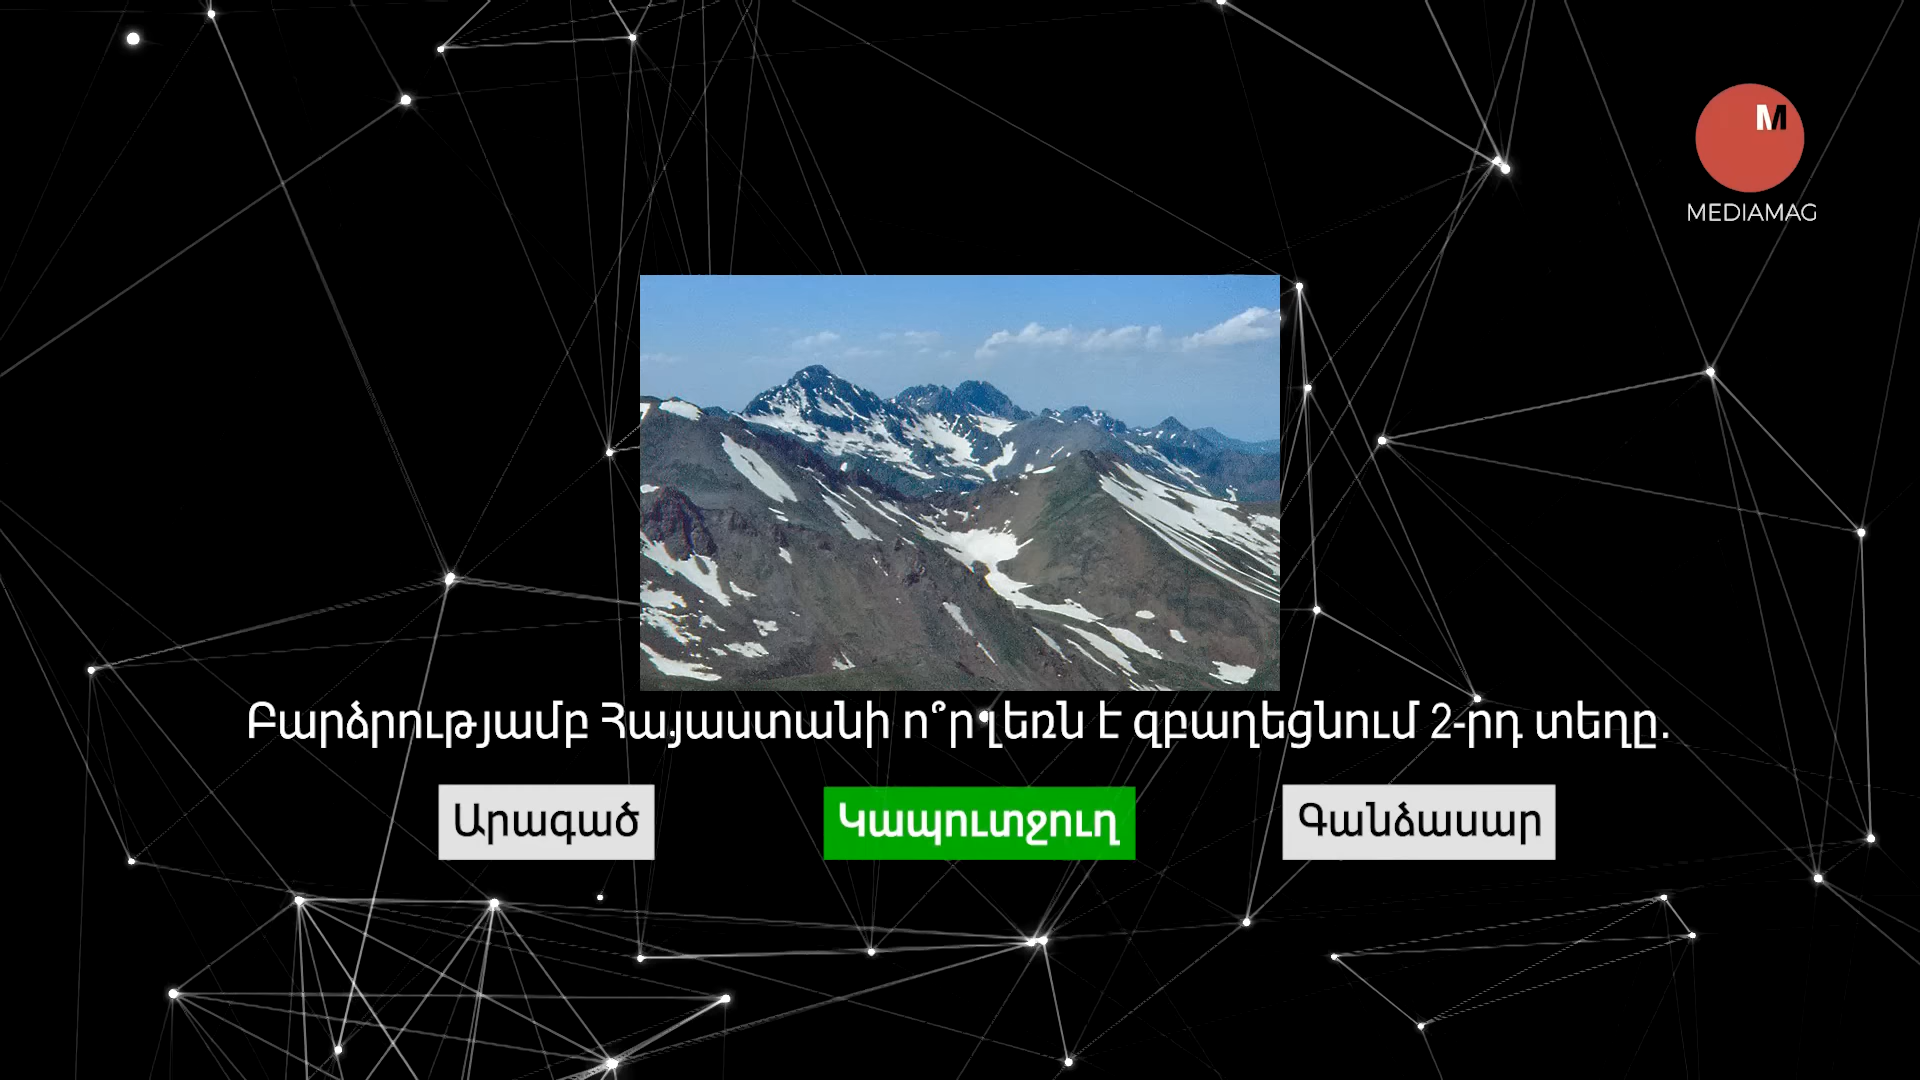 M
MEDIAMAG
Բարձրությամբ Հայաստանի ո՞ր լեռն է զբաղեցնում 2-րդ տեղը.
Արագած
Կապուտջուղ
Գանձասար